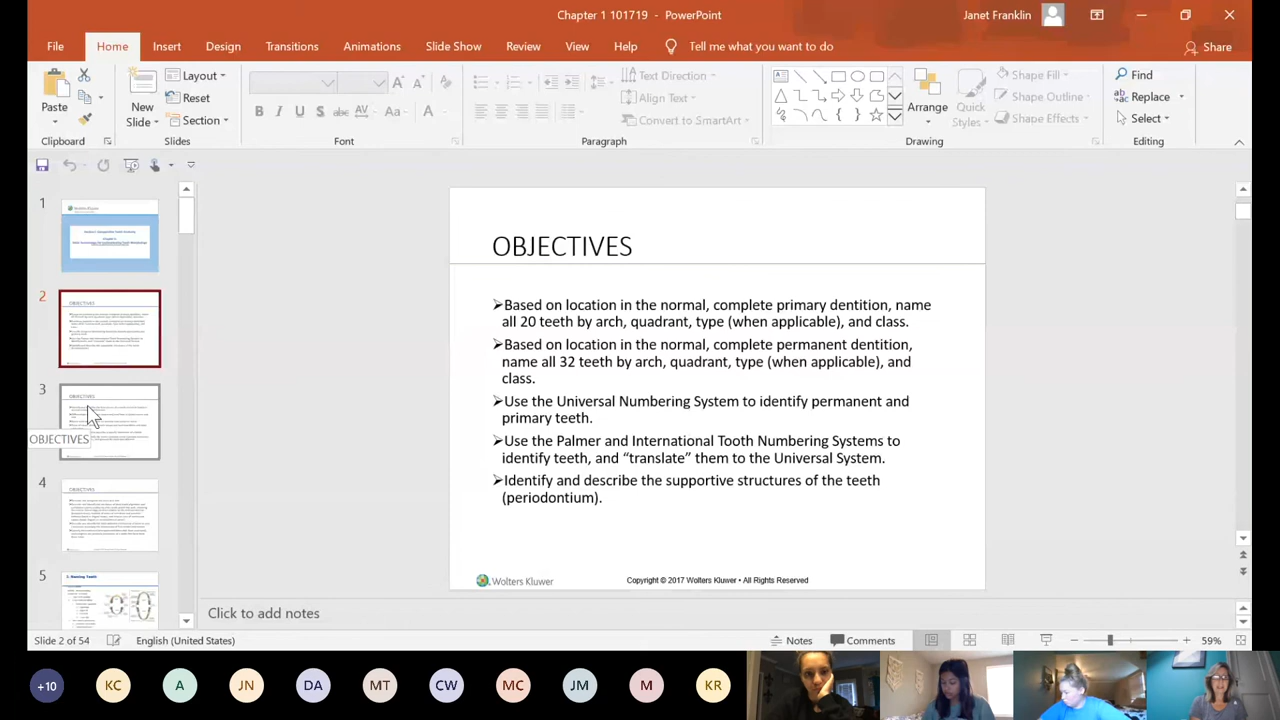 Chapter 1 101719 - PowerPoint
Janet Franklin
File Home Insert Design Transitions Animations Slide Show Review View Help Tell me what you want to do Share
Paste
New Slide
Layout
Reset
Section
B I U S abc AV Aa A
Text Direction
Align Text
Convert to SmartArt
Arrange
Quick Styles
Shape Fill
Shape Outline
Shape Effects
Find
Replace
Select
Clipboard Slides Font Paragraph Drawing Editing
1
2
OBJECTIVES
3
OBJECTIVES
OBJECTIVES
4
OBJECTIVES
5
1. Naming Teeth
OBJECTIVES
Based on location in the normal, complete primary dentition, name
all 20 teeth by arch, quadrant, type (when applicable), and class.
Based on location in the normal, complete permanent dentition,
name all 32 teeth by arch, quadrant, type (when applicable), and
class.
Use the Universal Numbering System to identify permanent and
primary teeth.
Use the Palmer and International Tooth Numbering Systems to
identify teeth, and “translate” them to the Universal System.
Identify and describe the supportive structures of the teeth
(periodontium).
Wolters Kluwer
Copyright © 2017 Wolters Kluwer • All Rights Reserved
Click to add notes
Slide 2 of 54 English (United States) Notes Comments 59%
+10 KC A JN DA MT CW MC JM M KR